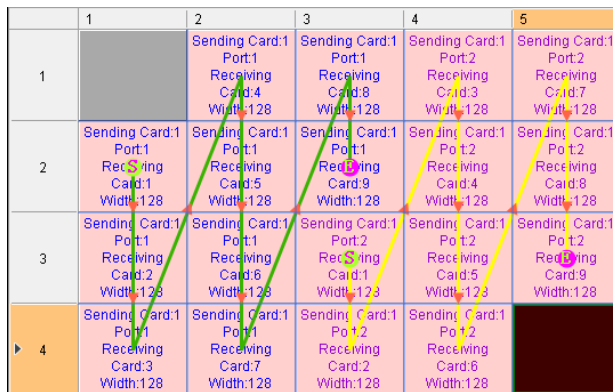 1 2 3 4 5
1
Sending Card:1 Sending Card:1 Sending Card:1 Sending Card:1
Port:1 Port:1 Port:2 Port:2
Receiving Receiving Receiving Receiving
Card:4 Card:8 Card:3 Card:7
Width:128 Width:128 Width:128 Width:128
2
Sending Card:1 Sending Card:1 Sending Card:1 Sending Card:1 Sending Card:1
Port:1 Port:1 Port:1 Port:2 Port:2
Receiving Receiving Receiving Receiving Receiving
S E
Card:1 Card:5 Card:9 Card:4 Card:8
Width:128 Width:128 Width:128 Width:128 Width:128
3
Sending Card:1 Sending Card:1 Sending Card:1 Sending Card:1 Sending Card:1
Port:1 Port:1 Port:2 Port:2 Port:2
Receiving Receiving Receiving Receiving Receiving
S E
Card:2 Card:6 Card:1 Card:5 Card:9
Width:128 Width:128 Width:128 Width:128 Width:128
4
Sending Card:1 Sending Card:1 Sending Card:1 Sending Card:1
Port:1 Port:1 Port:2 Port:2
Receiving Receiving Receiving Receiving
Card:3 Card:7 Card:2 Card:6
Width:128 Width:128 Width:128 Width:128